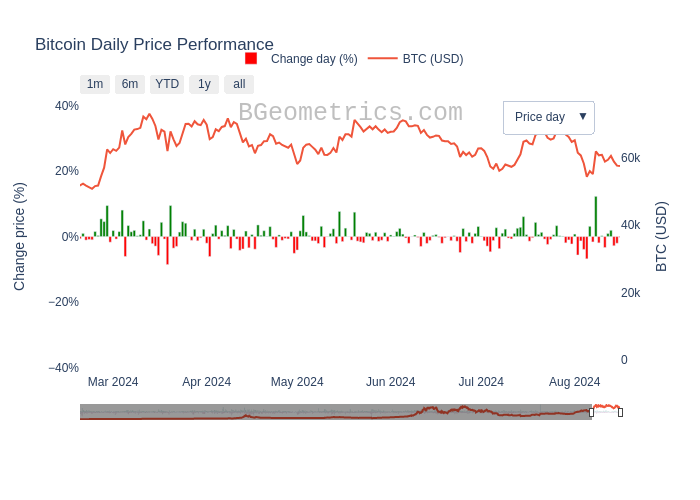 Bitcoin Daily Price Performance
Change day (%) BTC (USD)
1m 6m YTD 1y all
BGeometrics.com
Price day ▼
40%
20%
0%
−20%
−40%
Change price (%)
60k
40k
20k
0
BTC (USD)
Mar 2024 Apr 2024 May 2024 Jun 2024 Jul 2024 Aug 2024